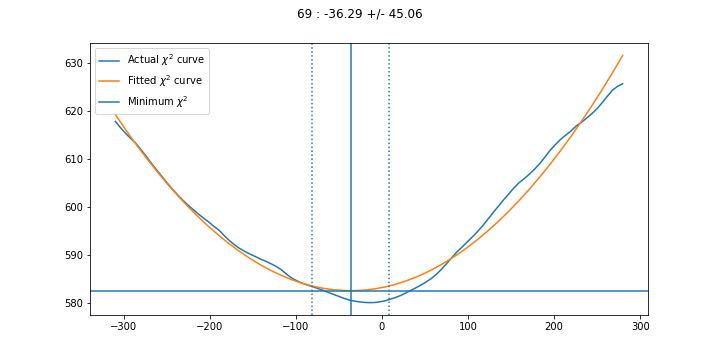 69 : -36.29 +/- 45.06
Actual χ² curve
Fitted χ² curve
Minimum χ²
630
620
610
600
590
580
−300 −200 −100 0 100 200 300